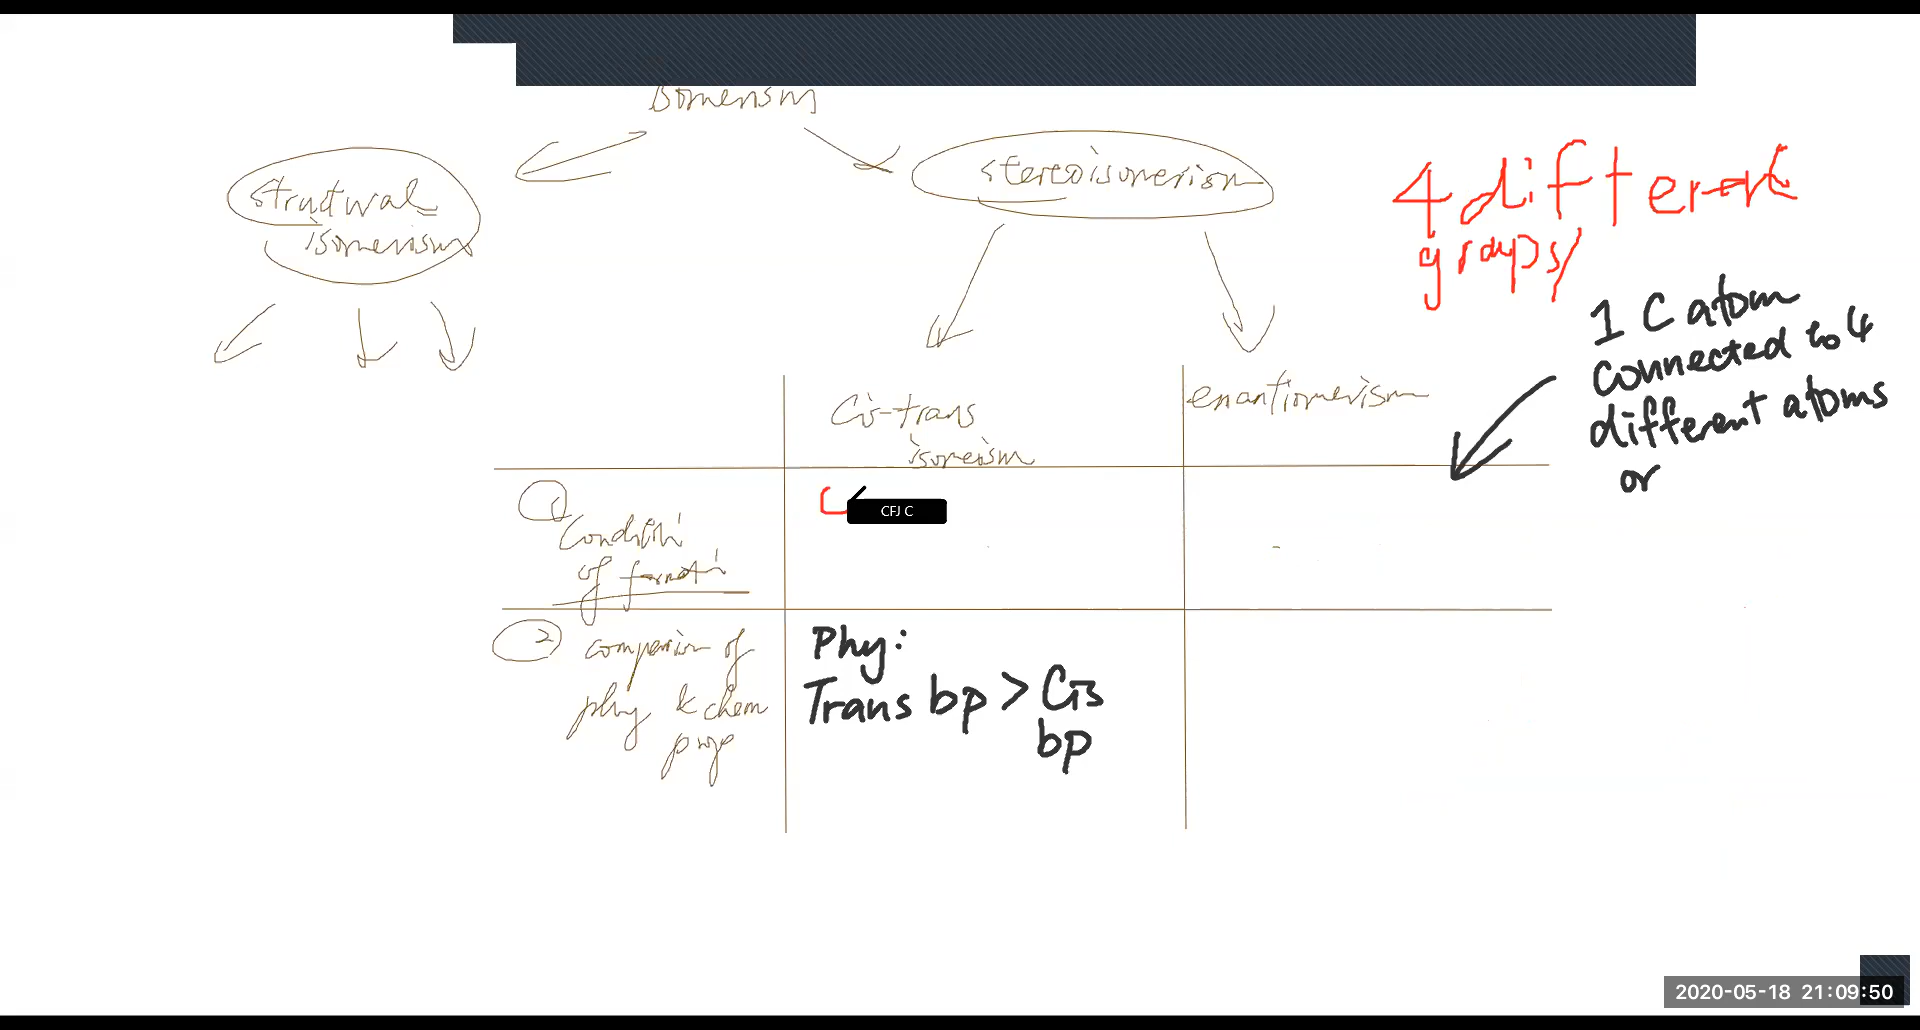 Isomerism
structural
isomerism
stereoisomerism
4 different
groups/
1 C atom
connected to 4
different atoms
or
Cis-trans
isomerism
enantiomerism
1
Condition
of formation
CFJ C
2
comparison of
phy & chem
prop
Phy:
Trans bp > Cis
bp
2020-05-18 21:09:50